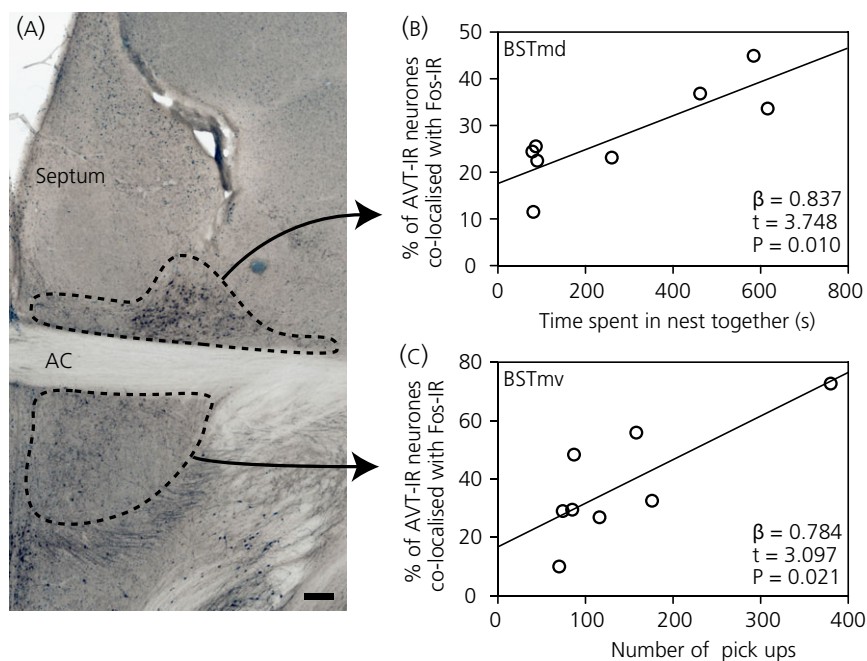 (A)
Septum
AC
(B)
50
40
30
20
10
0
% of AVT-IR neurones
co-localised with Fos-IR
BSTmd
β = 0.837
t = 3.748
P = 0.010
0 200 400 600 800
Time spent in nest together (s)
(C)
80
60
40
20
0
% of AVT-IR neurones
co-localised with Fos-IR
BSTmv
β = 0.784
t = 3.097
P = 0.021
0 100 200 300 400
Number of pick ups